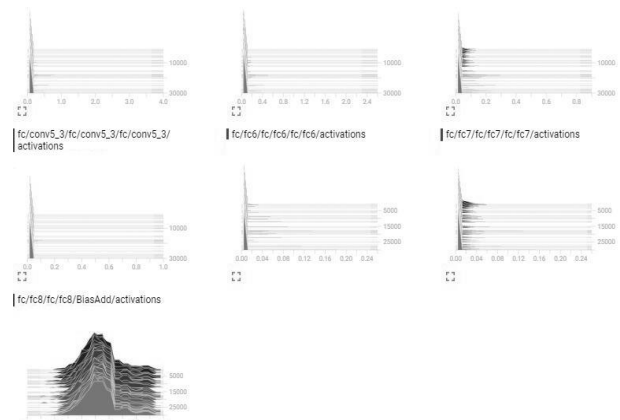 10000
30000
0.0 1.0 2.0 3.0 4.0
10000
30000
0.0 0.4 0.8 1.2 1.6 2.0 2.4
10000
30000
0.0 0.2 0.4 0.6 0.8
fc/conv5_3/fc/conv5_3/fc/conv5_3/
activations
fc/fc6/fc/fc6/fc/fc6/activations
fc/fc7/fc/fc7/fc/fc7/activations
10000
30000
0.0 0.2 0.4 0.6 0.8 1.0
5000
15000
25000
0.00 0.04 0.08 0.12 0.16 0.20 0.24
5000
15000
25000
0.00 0.04 0.08 0.12 0.16 0.20 0.24
fc/fc8/fc/fc8/BiasAdd/activations
5000
15000
25000